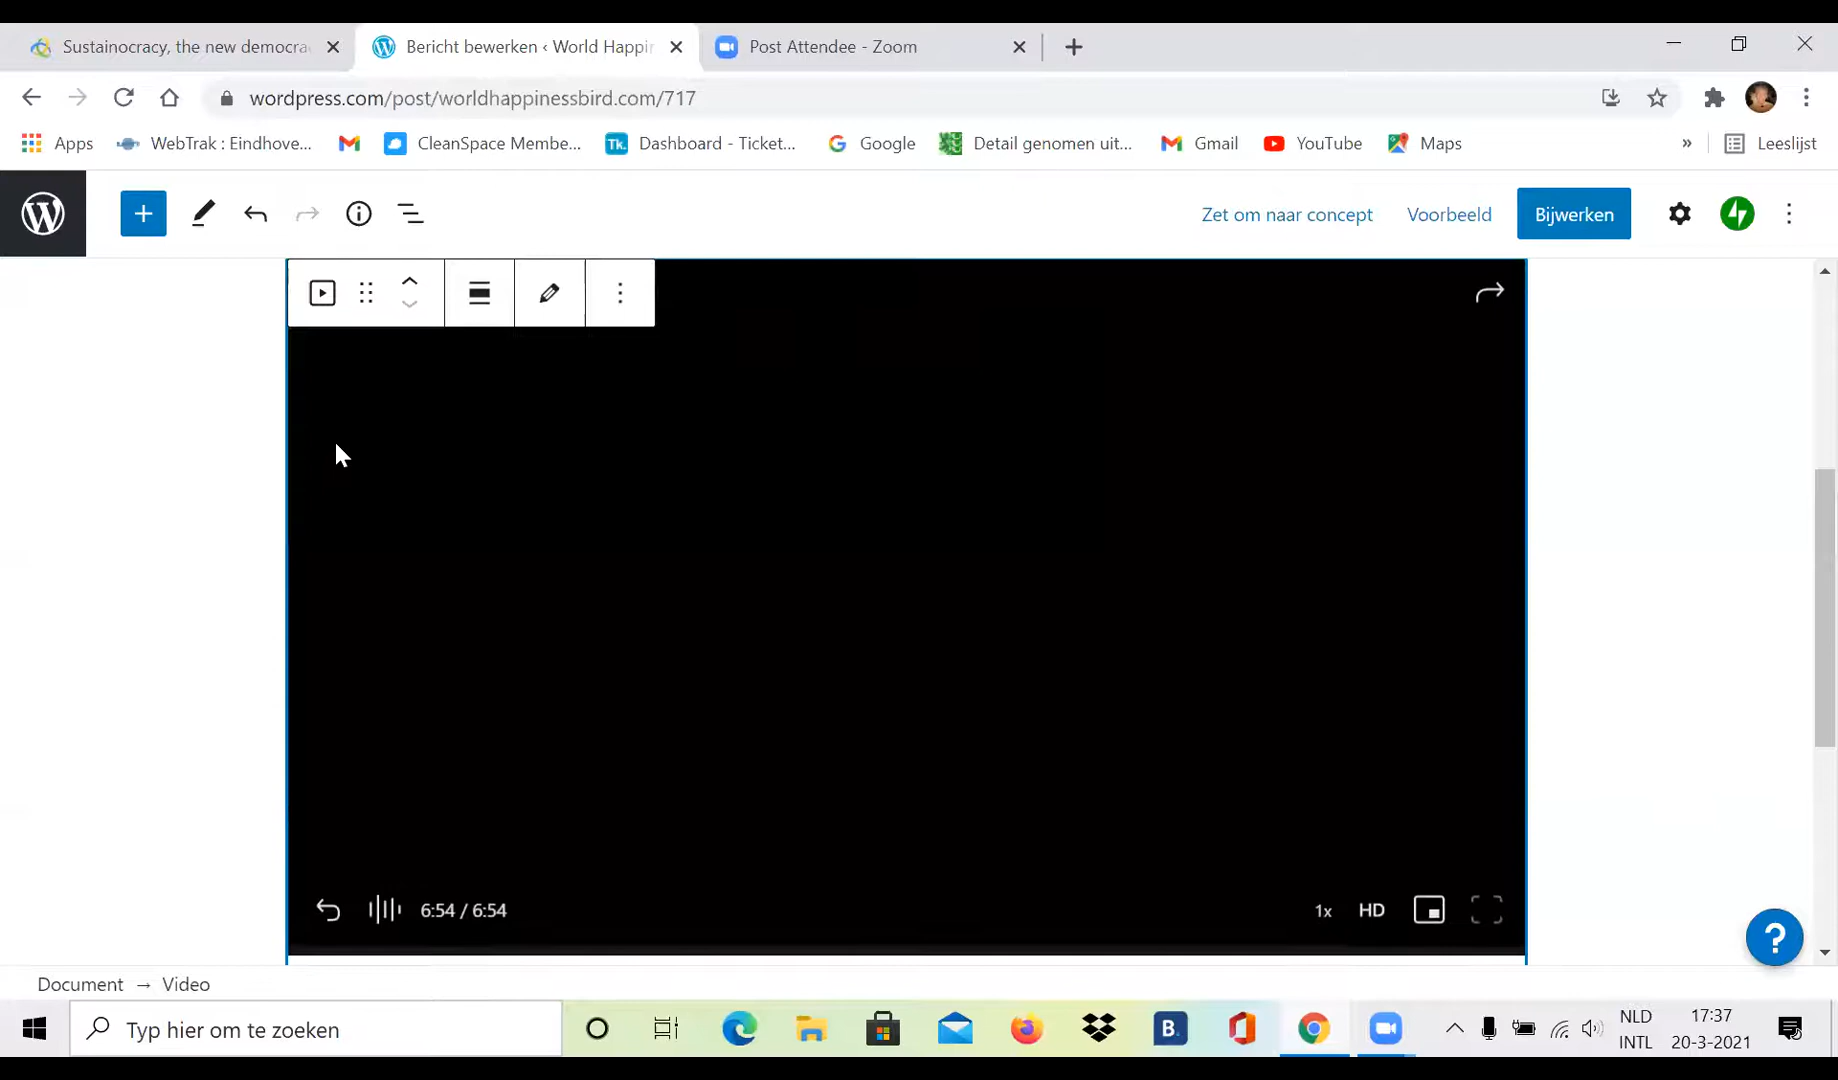 Sustainocracy, the new democra
Bericht bewerken ‹ World Happir
Post Attendee - Zoom
wordpress.com/post/worldhappinessbird.com/717
Apps
WebTrak : Eindhove...
CleanSpace Membe...
Tk.
Dashboard - Ticket...
Google
Detail genomen uit...
Gmail
YouTube
Maps
»
Leeslijst
Zet om naar concept
Voorbeeld
Bijwerken
6:54 / 6:54
1x
HD
?
Document → Video
Typ hier om te zoeken
B.
NLD
INTL
17:37
20-3-2021